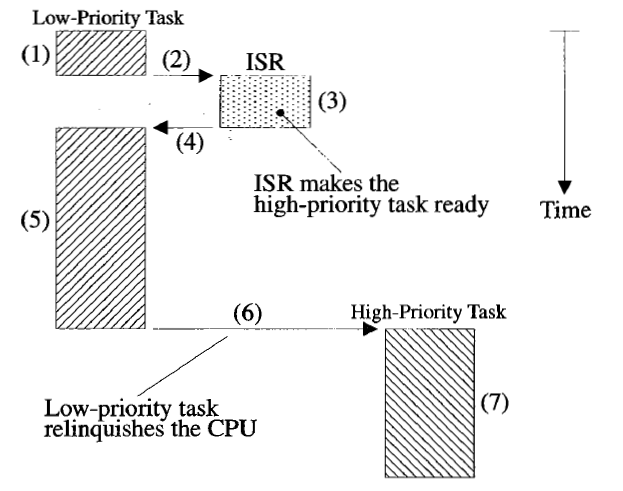 Low-Priority Task
(1)
(2)
ISR
(3)
(4)
ISR makes the
high-priority task ready
Time
(5)
(6)
High-Priority Task
Low-priority task
relinquishes the CPU
(7)